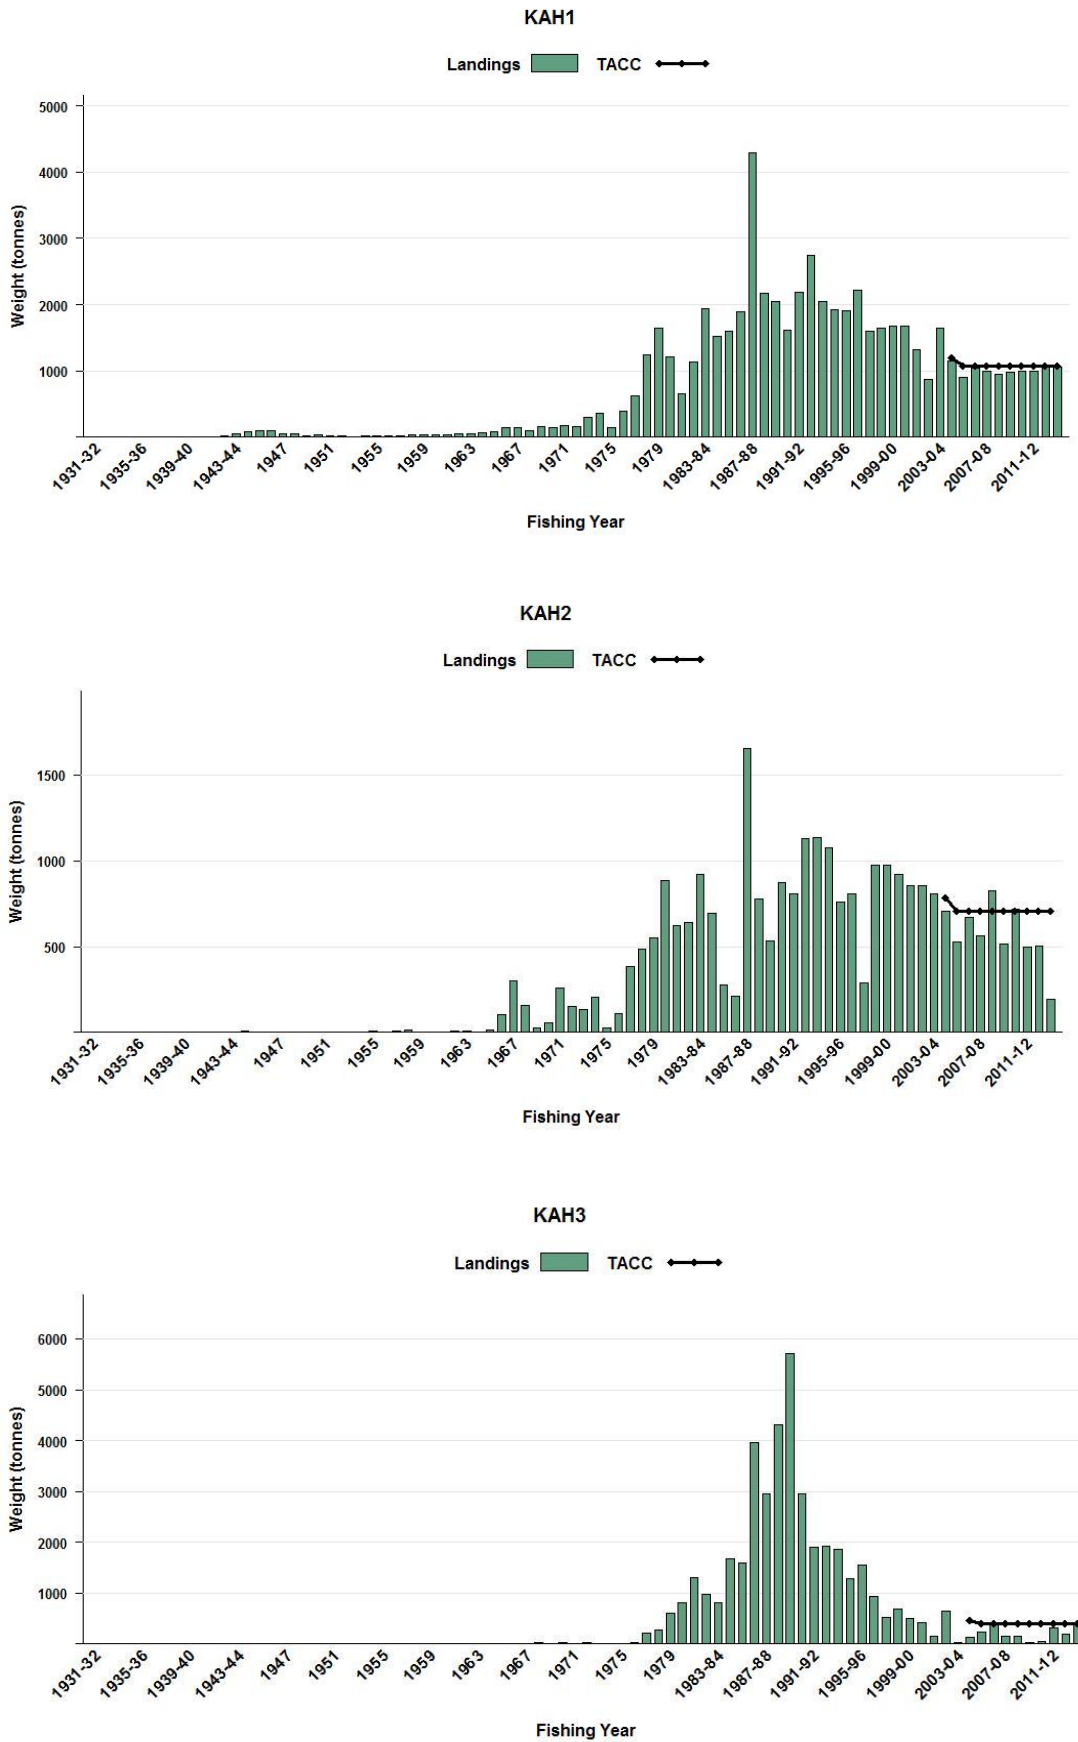 KAH1
Landings TACC
5000
4000
3000
2000
1000
Weight (tonnes)
1931-32 1935-36 1939-40 1943-44 1947 1951 1955 1959 1963 1967 1971 1975 1979 1983-84 1987-88 1991-92 1995-96 1999-00 2003-04 2007-08 2011-12
Fishing Year
KAH2
Landings TACC
1500
1000
500
Weight (tonnes)
1931-32 1935-36 1939-40 1943-44 1947 1951 1955 1959 1963 1967 1971 1975 1979 1983-84 1987-88 1991-92 1995-96 1999-00 2003-04 2007-08 2011-12
Fishing Year
KAH3
Landings TACC
6000
5000
4000
3000
2000
1000
Weight (tonnes)
1931-32 1935-36 1939-40 1943-44 1947 1951 1955 1959 1963 1967 1971 1975 1979 1983-84 1987-88 1991-92 1995-96 1999-00 2003-04 2007-08 2011-12
Fishing Year